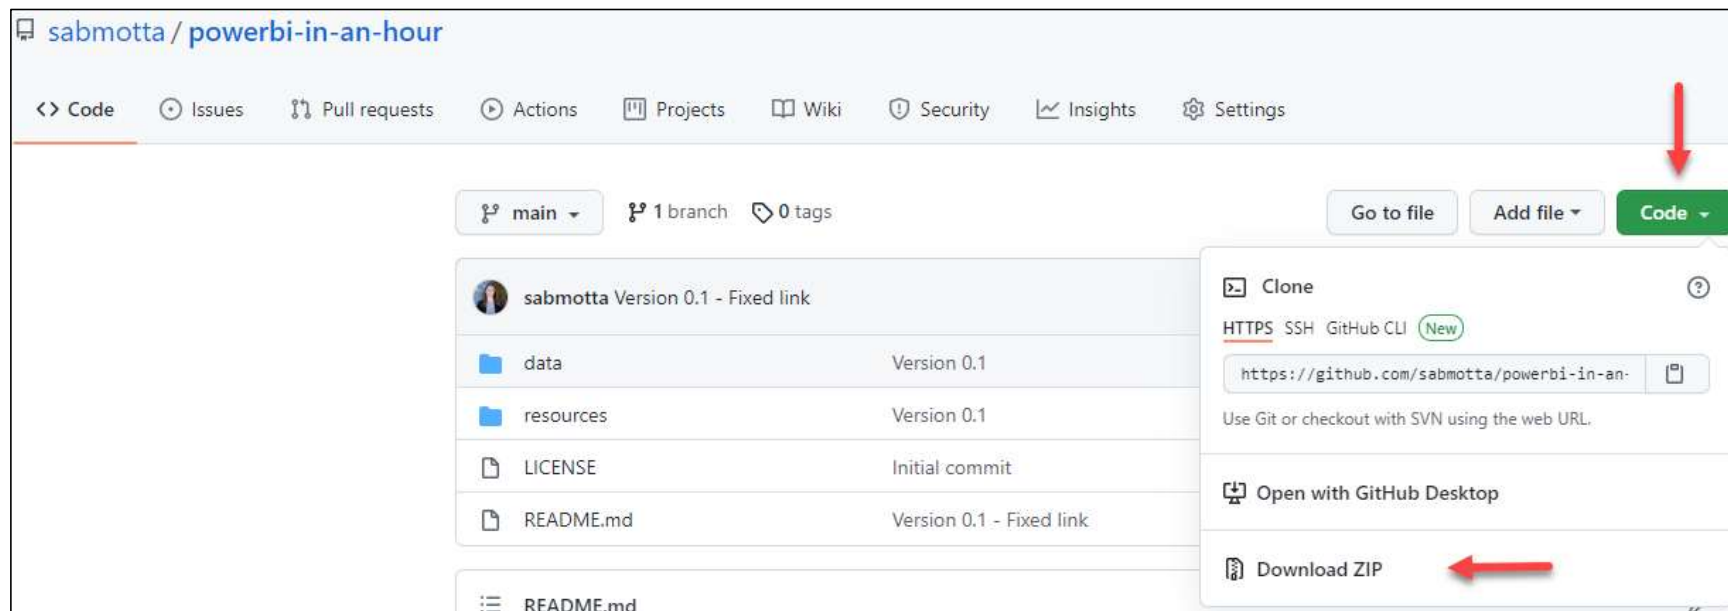 sabmotta / powerbi-in-an-hour
<> Code Issues Pull requests Actions Projects Wiki Security Insights Settings
main 1 branch 0 tags Go to file Add file Code
sabmotta Version 0.1 - Fixed link
data Version 0.1
resources Version 0.1
LICENSE Initial commit
README.md Version 0.1 - Fixed link
README.md
Clone
HTTPS SSH GitHub CLI New
https://github.com/sabmotta/powerbi-in-an-
Use Git or checkout with SVN using the web URL.
Open with GitHub Desktop
Download ZIP